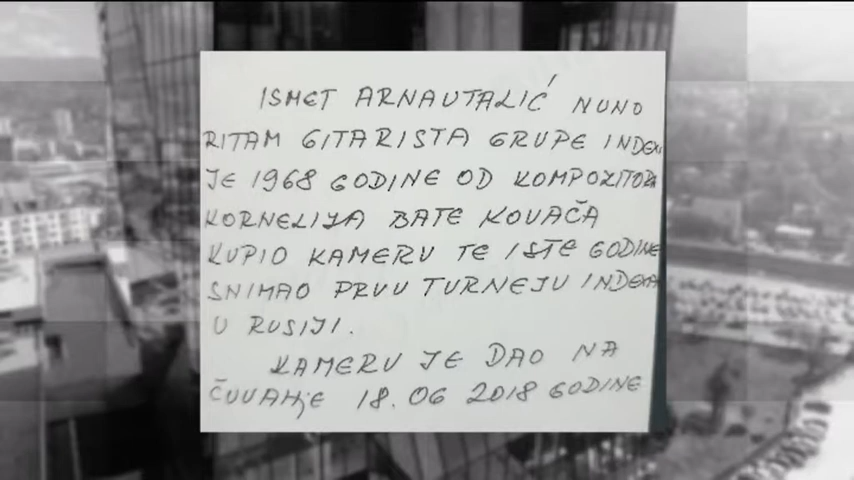 ISMET ARNAUTALIĆ NUNO
RITAM GITARISTA GRUPE INDEXI
JE 1968 GODINE OD KOMPOZITORA
KORNELIJA BATE KOVAČA
KUPIO KAMERU TE ISTE GODINE
SNIMAO PRVU TURNEJU INDEXA
U RUSIJI.
KAMERU JE DAO NA
ČUVANJE 18.06 2018 GODINE